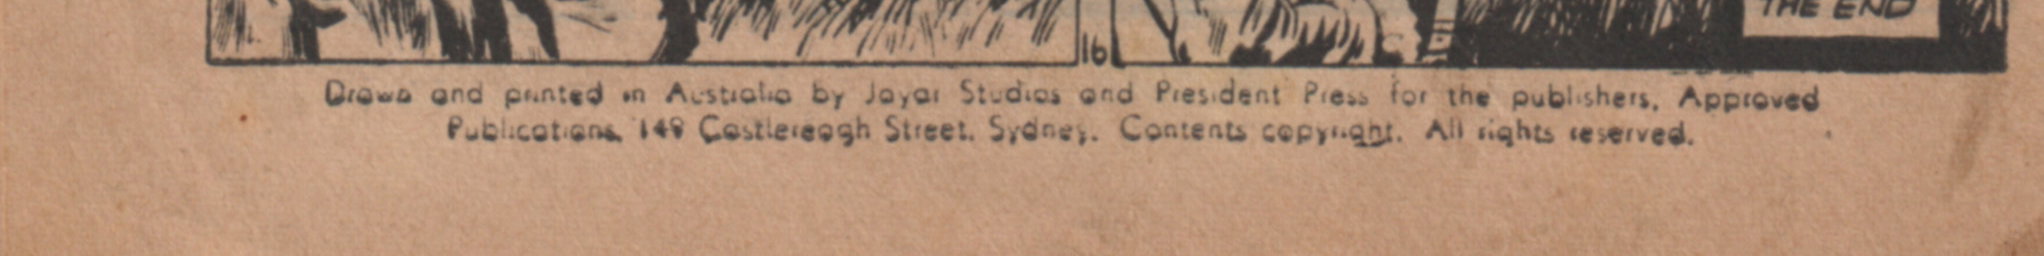 THE END
16
Drawn and printed in Australia by Jayar Studios and President Press for the publishers, Approved
Publications, 149 Castlereagh Street, Sydney. Contents copyright. All rights reserved.